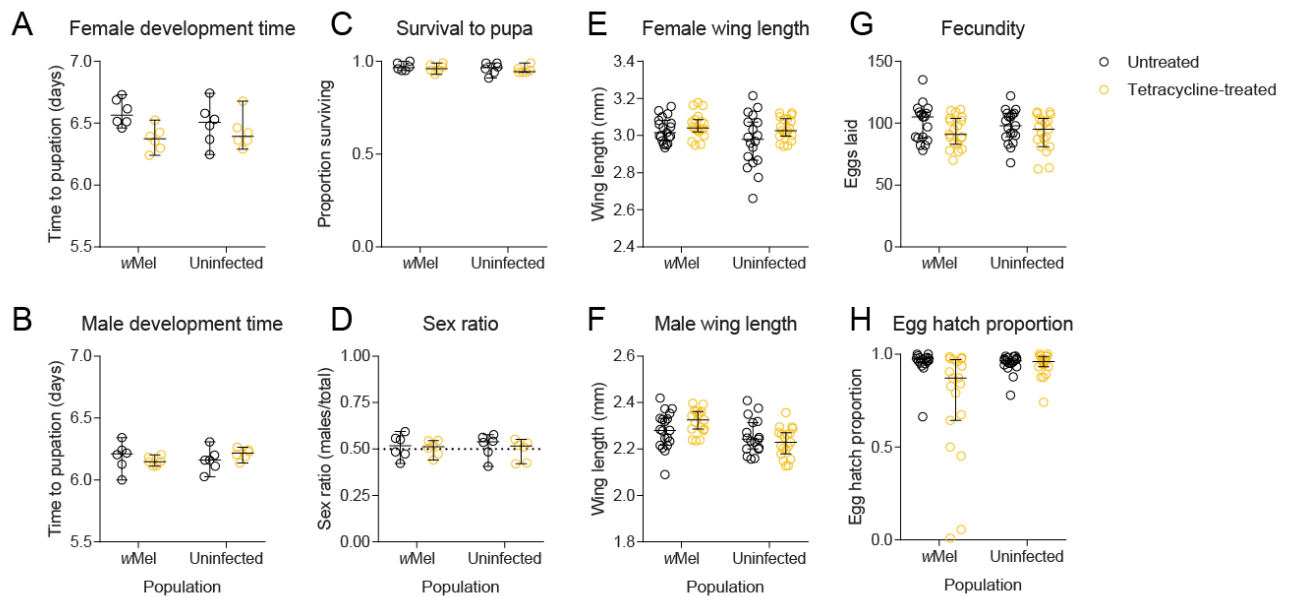 A Female development time
Time to pupation (days)
7.0
6.5
6.0
5.5
wMel Uninfected
C Survival to pupa
Proportion surviving
1.0
0.5
0.0
wMel Uninfected
E Female wing length
Wing length (mm)
3.4
3.2
3.0
2.8
2.6
2.4
wMel Uninfected
G Fecundity
Eggs laid
150
100
50
0
wMel Uninfected
Untreated
Tetracycline-treated
B Male development time
Time to pupation (days)
7.0
6.5
6.0
5.5
wMel Uninfected
Population
D Sex ratio
Sex ratio (males/total)
1.00
0.75
0.50
0.25
0.00
wMel Uninfected
Population
F Male wing length
Wing length (mm)
2.6
2.4
2.2
2.0
1.8
wMel Uninfected
Population
H Egg hatch proportion
Egg hatch proportion
1.0
0.5
0.0
wMel Uninfected
Population